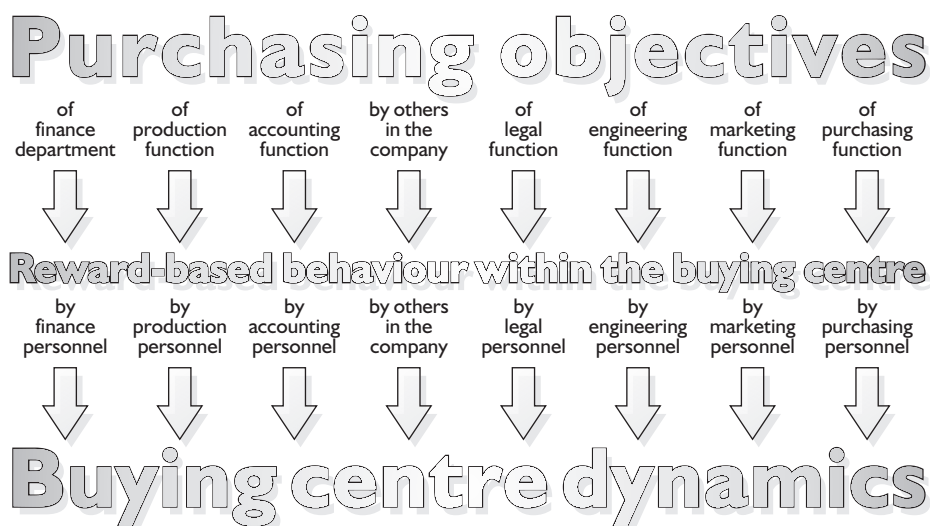 Purchasing objectives
of finance department
of production function
of accounting function
by others in the company
of legal function
of engineering function
of marketing function
of purchasing function
Reward-based behaviour within the buying centre
by finance personnel
by production personnel
by accounting personnel
by others in the company
by legal personnel
by engineering personnel
by marketing personnel
by purchasing personnel
Buying centre dynamics